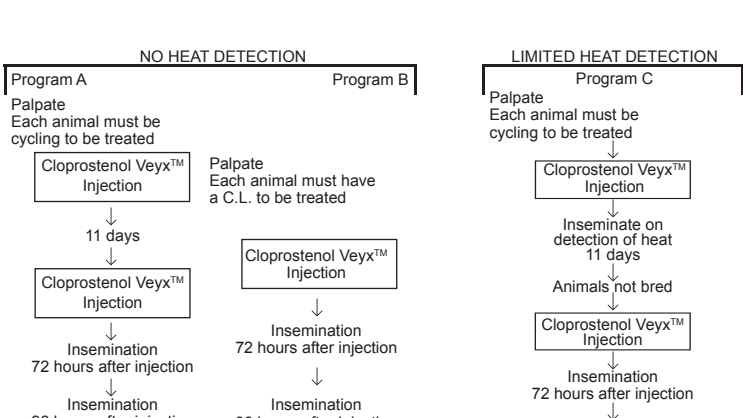 NO HEAT DETECTION
Program A
Program B
Palpate
Each animal must be
cycling to be treated
Cloprostenol Veyx™
Injection
11 days
Cloprostenol Veyx™
Injection
Insemination
72 hours after injection
Insemination
Palpate
Each animal must have
a C.L. to be treated
Cloprostenol Veyx™
Injection
Insemination
72 hours after injection
Insemination
LIMITED HEAT DETECTION
Program C
Palpate
Each animal must be
cycling to be treated
Cloprostenol Veyx™
Injection
Inseminate on
detection of heat
11 days
Animals not bred
Cloprostenol Veyx™
Injection
Insemination
72 hours after injection